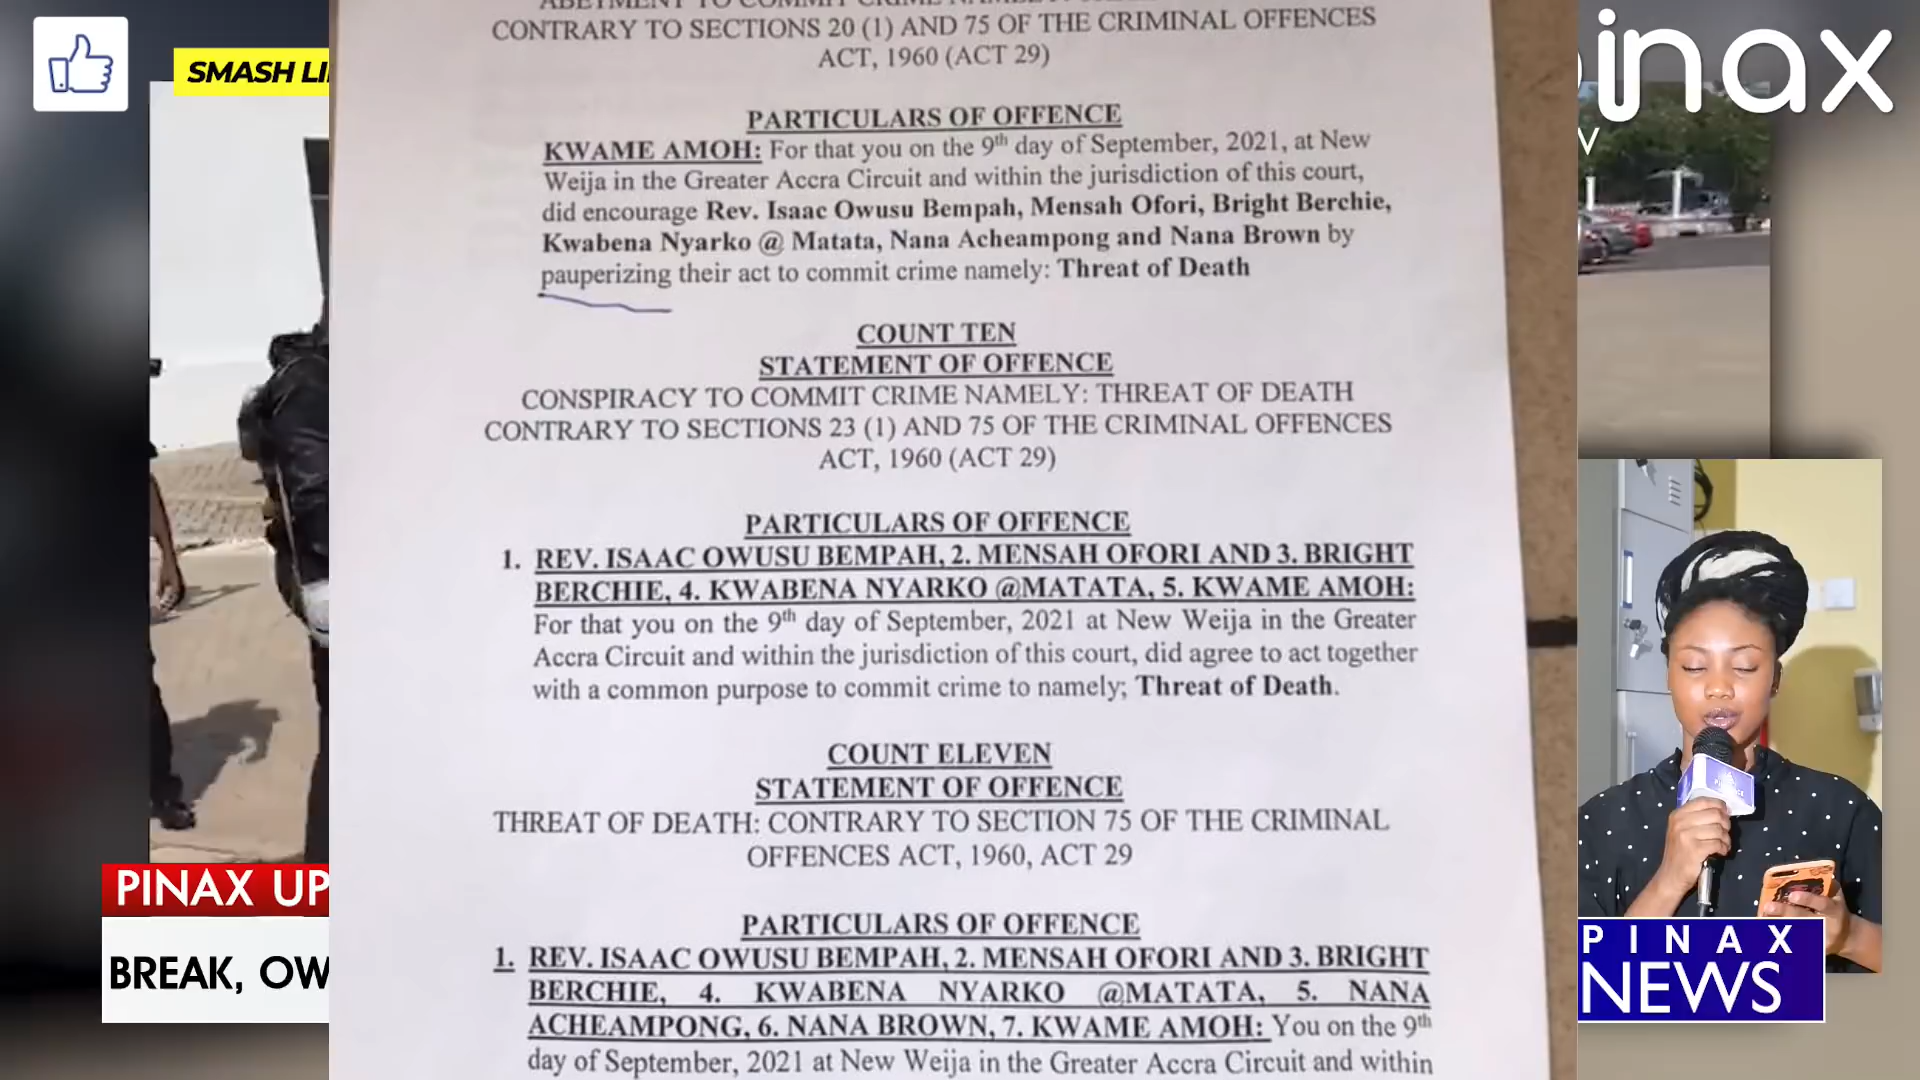 SMASH LI
inax
V
ABETMENT TO COMMIT CRIME
CONTRARY TO SECTIONS 20 (1) AND 75 OF THE CRIMINAL OFFENCES
ACT, 1960 (ACT 29)
PARTICULARS OF OFFENCE
KWAME AMOH: For that you on the 9th day of September, 2021, at New
Weija in the Greater Accra Circuit and within the jurisdiction of this court,
did encourage Rev. Isaac Owusu Bempah, Mensah Ofori, Bright Berchie,
Kwabena Nyarko @ Matata, Nana Acheampong and Nana Brown by
pauperizing their act to commit crime namely: Threat of Death
COUNT TEN
STATEMENT OF OFFENCE
CONSPIRACY TO COMMIT CRIME NAMELY: THREAT OF DEATH
CONTRARY TO SECTIONS 23 (1) AND 75 OF THE CRIMINAL OFFENCES
ACT, 1960 (ACT 29)
PARTICULARS OF OFFENCE
1. REV. ISAAC OWUSU BEMPAH, 2. MENSAH OFORI AND 3. BRIGHT
BERCHIE, 4. KWABENA NYARKO @MATATA, 5. KWAME AMOH:
For that you on the 9th day of September, 2021 at New Weija in the Greater
Accra Circuit and within the jurisdiction of this court, did agree to act together
with a common purpose to commit crime to namely; Threat of Death.
COUNT ELEVEN
STATEMENT OF OFFENCE
THREAT OF DEATH: CONTRARY TO SECTION 75 OF THE CRIMINAL
OFFENCES ACT, 1960, ACT 29
PARTICULARS OF OFFENCE
1. REV. ISAAC OWUSU BEMPAH, 2. MENSAH OFORI AND 3. BRIGHT
BERCHIE, 4. KWABENA NYARKO @MATATA, 5. NANA
ACHEAMPONG, 6. NANA BROWN, 7. KWAME AMOH: You on the 9th
day of September, 2021 at New Weija in the Greater Accra Circuit and within
PINAX UP
BREAK, OW
PINAX
NEWS